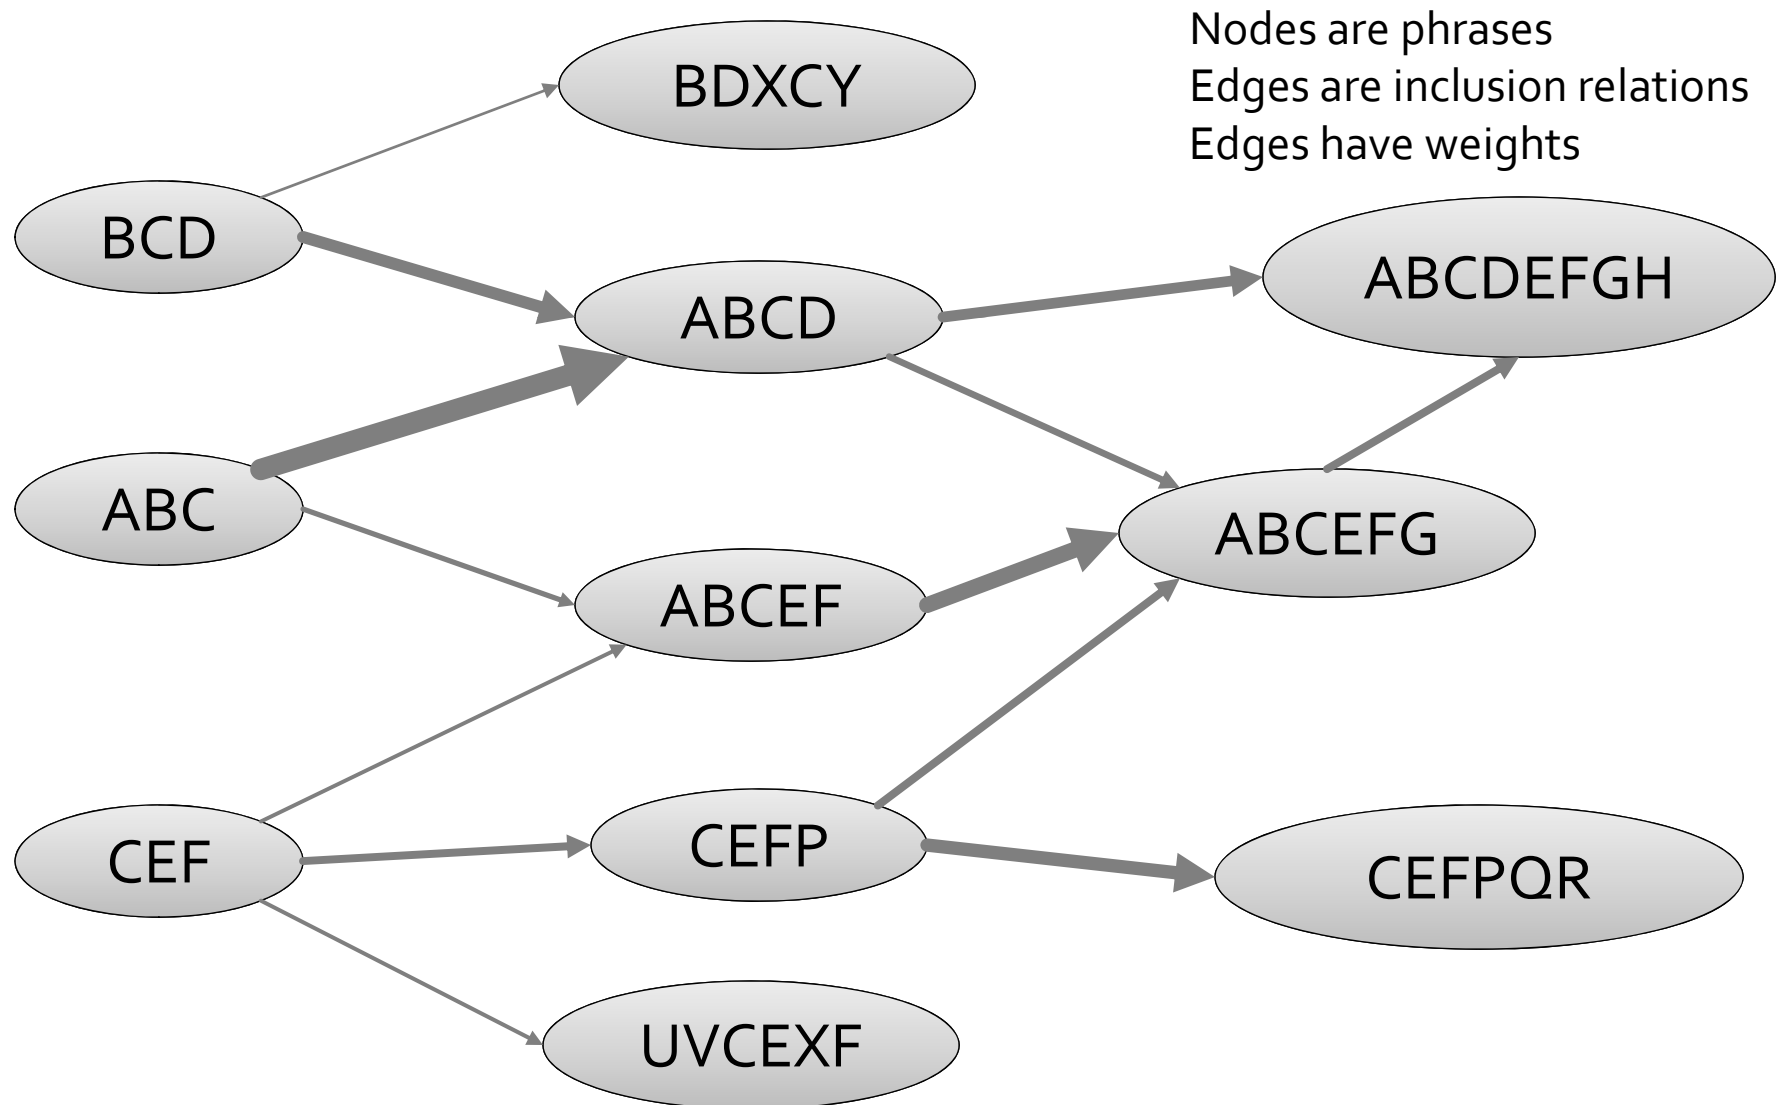 Nodes are phrases
Edges are inclusion relations
Edges have weights
BDXCY
BCD
ABCD
ABCDEFGH
ABC
ABCEF
ABCEFG
CEF
CEFP
CEFPQR
UVCEXF